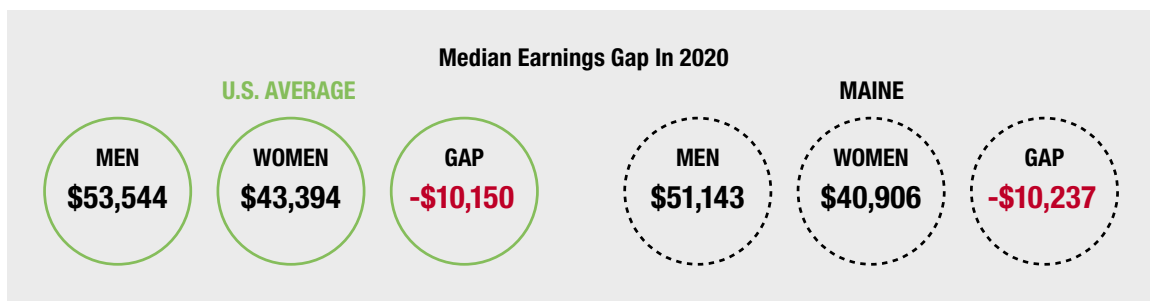 Median Earnings Gap In 2020
U.S. AVERAGE
MEN
$53,544
WOMEN
$43,394
GAP
-$10,150
MAINE
MEN
$51,143
WOMEN
$40,906
GAP
-$10,237